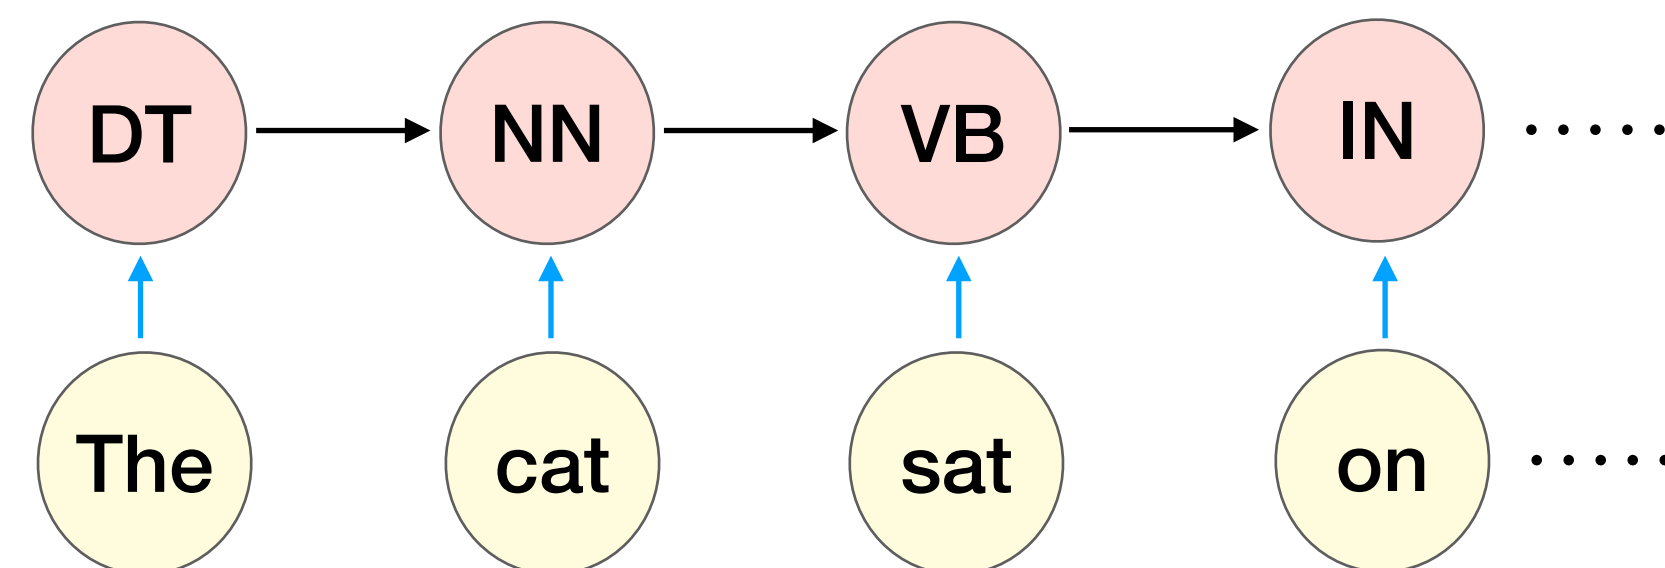 DT NN VB IN .....
The cat sat on .....